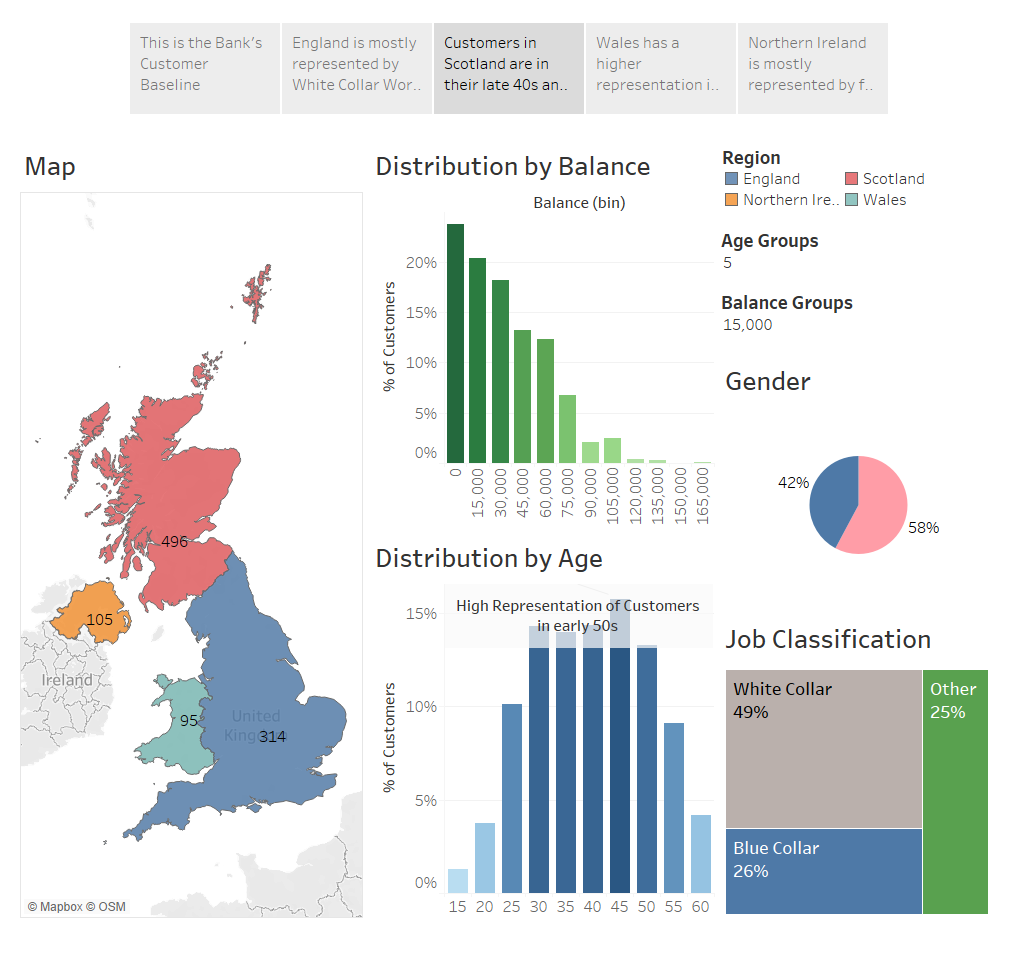 This is the Bank's
Customer
Baseline
England is mostly
represented by
White Collar Wor..
Customers in
Scotland are in
their late 40s an..
Wales has a
higher
representation i..
Northern Ireland
is mostly
represented by f..
Map
496
105
Ireland
95
United
314
© Mapbox © OSM
Distribution by Balance
Balance (bin)
% of Customers
20%
15%
10%
5%
0%
0
15,000
30,000
45,000
60,000
75,000
90,000
105,000
120,000
135,000
150,000
165,000
Distribution by Age
High Representation of Customers
in early 50s
% of Customers
15%
10%
5%
0%
15 20 25 30 35 40 45 50 55 60
Region
England Scotland
Northern Ire.. Wales
Age Groups
5
Balance Groups
15,000
Gender
42%
58%
Job Classification
White Collar
49%
Other
25%
Blue Collar
26%